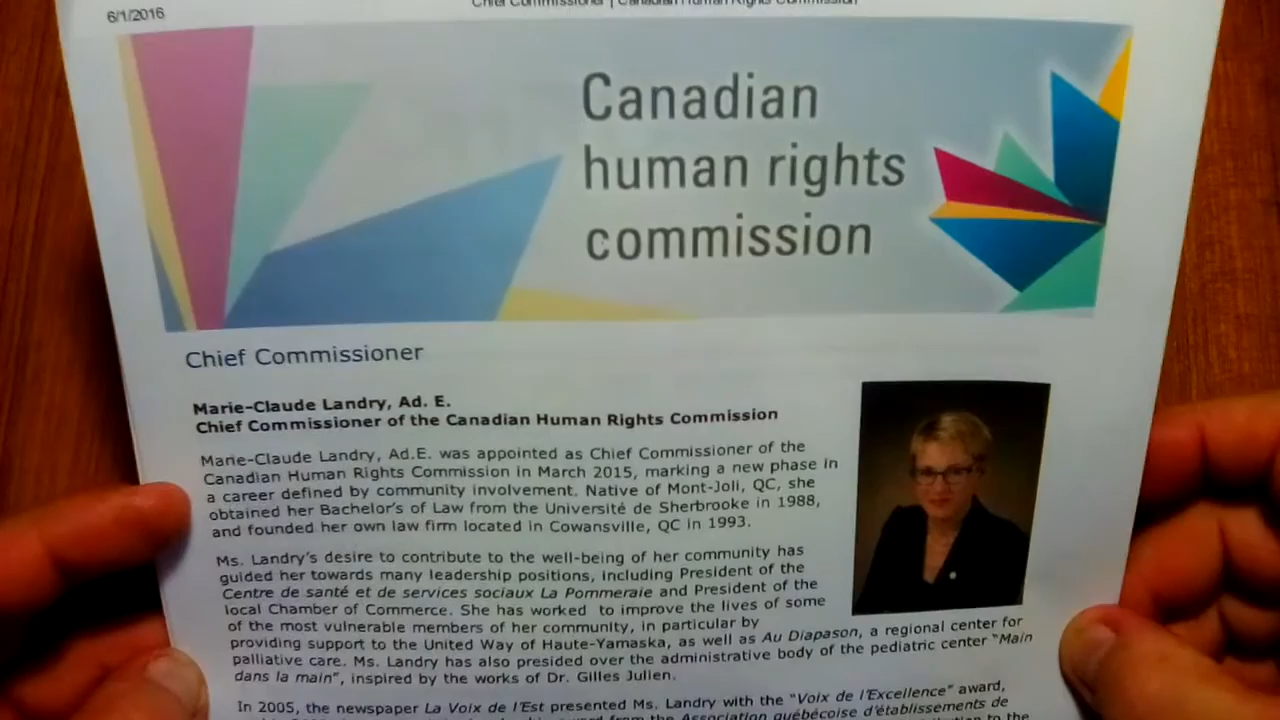 6/1/2016
Chief Commissioner | Canadian Human Rights Commission
Canadian
human rights
commission
Chief Commissioner
Marie-Claude Landry, Ad. E.
Chief Commissioner of the Canadian Human Rights Commission
Marie-Claude Landry, Ad.E. was appointed as Chief Commissioner of the
Canadian Human Rights Commission in March 2015, marking a new phase in
a career defined by community involvement. Native of Mont-Joli, QC, she
obtained her Bachelor's of Law from the Université de Sherbrooke in 1988,
and founded her own law firm located in Cowansville, QC in 1993.
Ms. Landry's desire to contribute to the well-being of her community has
guided her towards many leadership positions, including President of the
Centre de santé et de services sociaux La Pommeraie and President of the
local Chamber of Commerce. She has worked to improve the lives of some
of the most vulnerable members of her community, in particular by
providing support to the United Way of Haute-Yamaska, as well as Au Diapason, a regional center for
palliative care. Ms. Landry has also presided over the administrative body of the pediatric center "Main
dans la main", inspired by the works of Dr. Gilles Julien.
In 2005, the newspaper La Voix de l'Est presented Ms. Landry with the "Voix de l'Excellence" award,
from the Association québécoise d'établissements de
to the